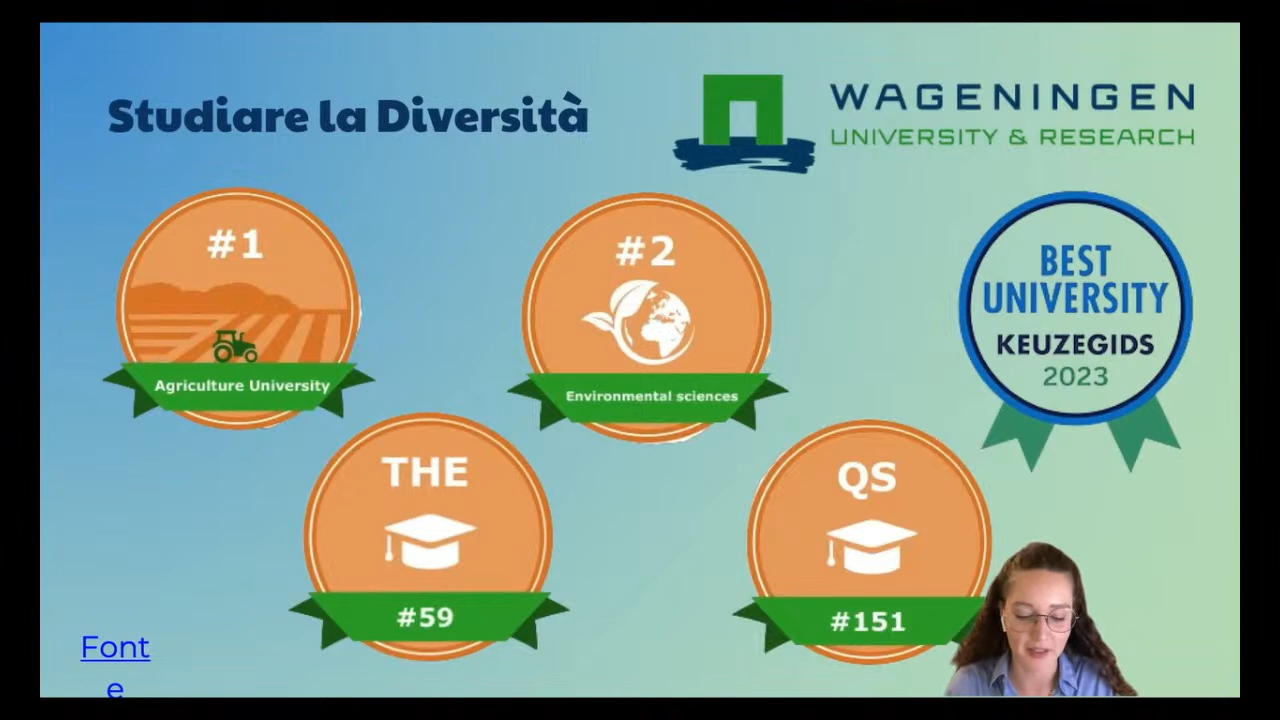 Studiare la Diversità
WAGENINGEN
UNIVERSITY & RESEARCH
#1
Agriculture University
#2
Environmental sciences
BEST
UNIVERSITY
KEUZEGIDS
2023
THE
#59
QS
#151
Font
e